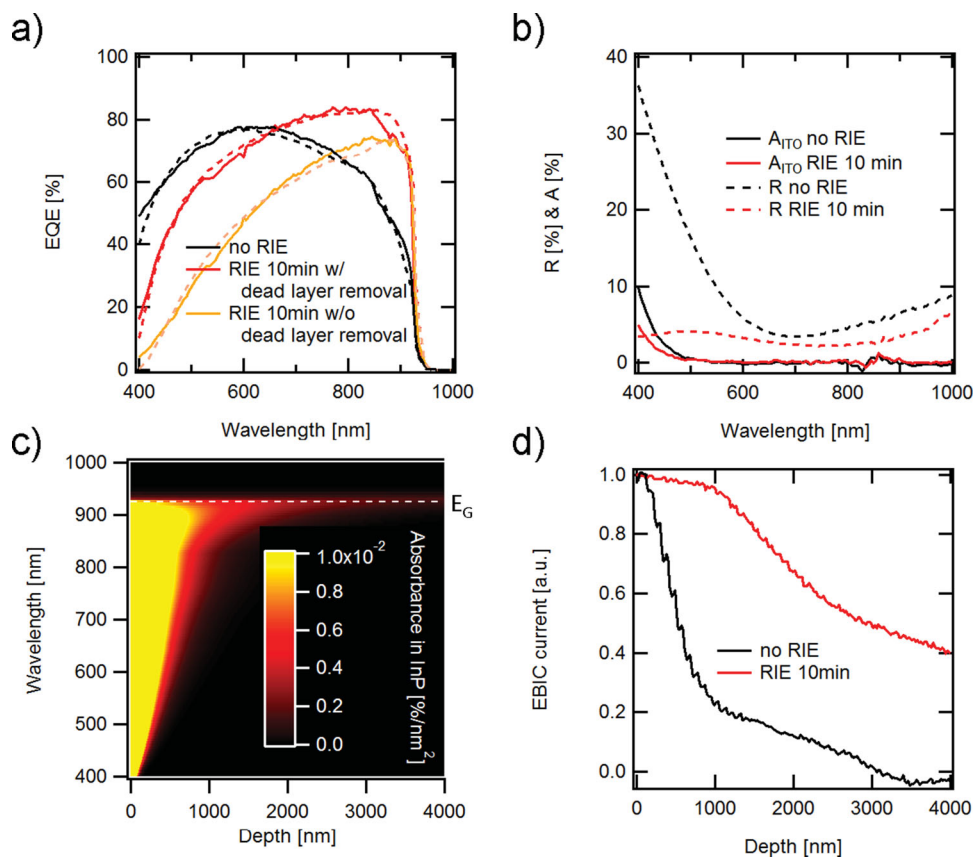 a)
100
80
60
40
20
0
EQE [%]
no RIE
RIE 10min w/
dead layer removal
RIE 10min w/o
dead layer removal
400 600 800 1000
Wavelength [nm]
b)
40
30
20
10
0
R [%] & A [%]
A_ITO no RIE
A_ITO RIE 10 min
R no RIE
R RIE 10 min
400 600 800 1000
Wavelength [nm]
c)
1000
900
800
700
600
500
400
Wavelength [nm]
E_G
1.0x10^-2
0.8
0.6
0.4
0.2
0.0
Absorbance in InP [%/nm^2]
0 1000 2000 3000 4000
Depth [nm]
d)
1.0
0.8
0.6
0.4
0.2
0.0
EBIC current [a.u.]
no RIE
RIE 10min
0 1000 2000 3000 4000
Depth [nm]